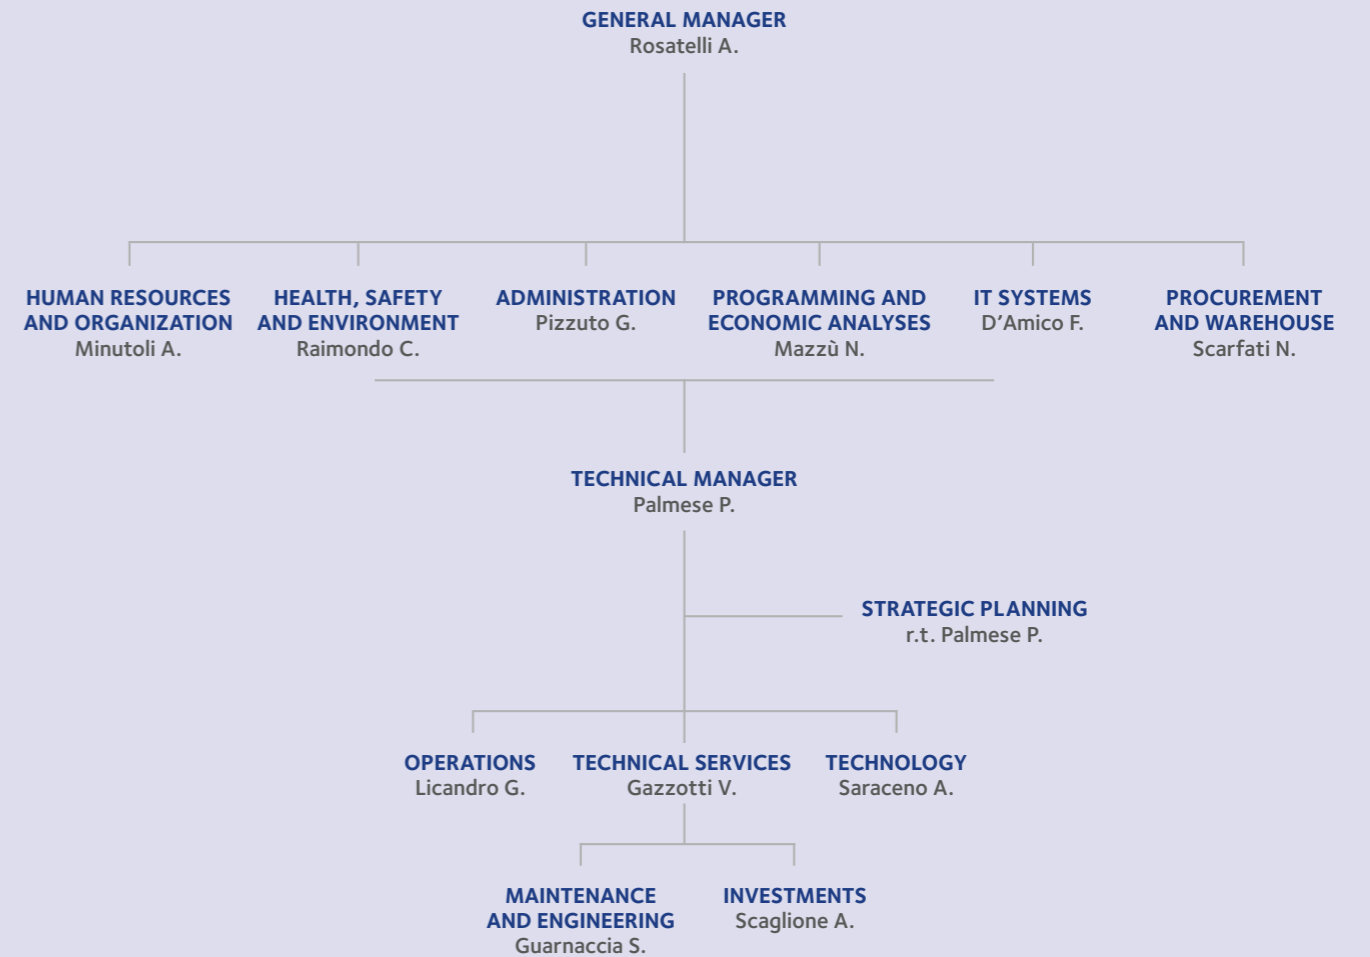 GENERAL MANAGER
Rosatelli A.
HUMAN RESOURCES
AND ORGANIZATION
Minutoli A.
HEALTH, SAFETY
AND ENVIRONMENT
Raimondo C.
ADMINISTRATION
Pizzuto G.
PROGRAMMING AND
ECONOMIC ANALYSES
Mazzù N.
IT SYSTEMS
D’Amico F.
PROCUREMENT
AND WAREHOUSE
Scarfati N.
TECHNICAL MANAGER
Palmese P.
STRATEGIC PLANNING
r.t. Palmese P.
OPERATIONS
Licandro G.
TECHNICAL SERVICES
Gazzotti V.
TECHNOLOGY
Saraceno A.
MAINTENANCE
AND ENGINEERING
Guarnaccia S.
INVESTMENTS
Scaglione A.